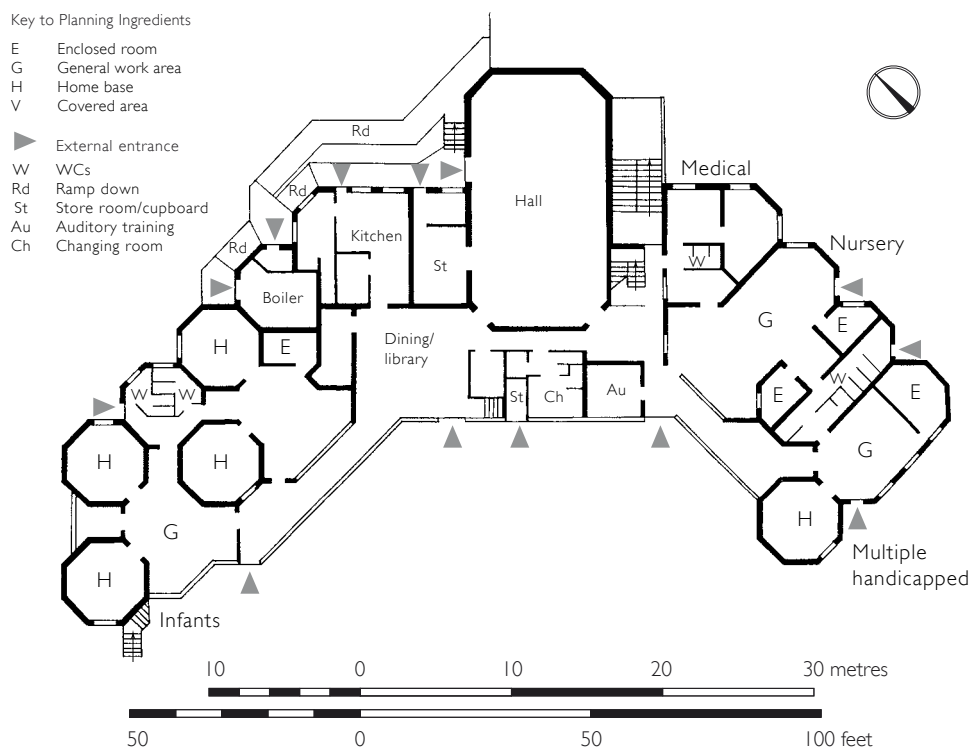 Key to Planning Ingredients
E Enclosed room
G General work area
H Home base
V Covered area
External entrance
W WCs
Rd Ramp down
St Store room/cupboard
Au Auditory training
Ch Changing room
Rd
Rd
Rd
Medical
Hall
Kitchen
St
W
Nursery
Boiler
G
E
H
E
Dining/
library
W
W
W
E
E
St
Ch
Au
H
H
G
G
H
H
Multiple
handicapped
Infants
10 0 10 20 30 metres
50 0 50 100 feet